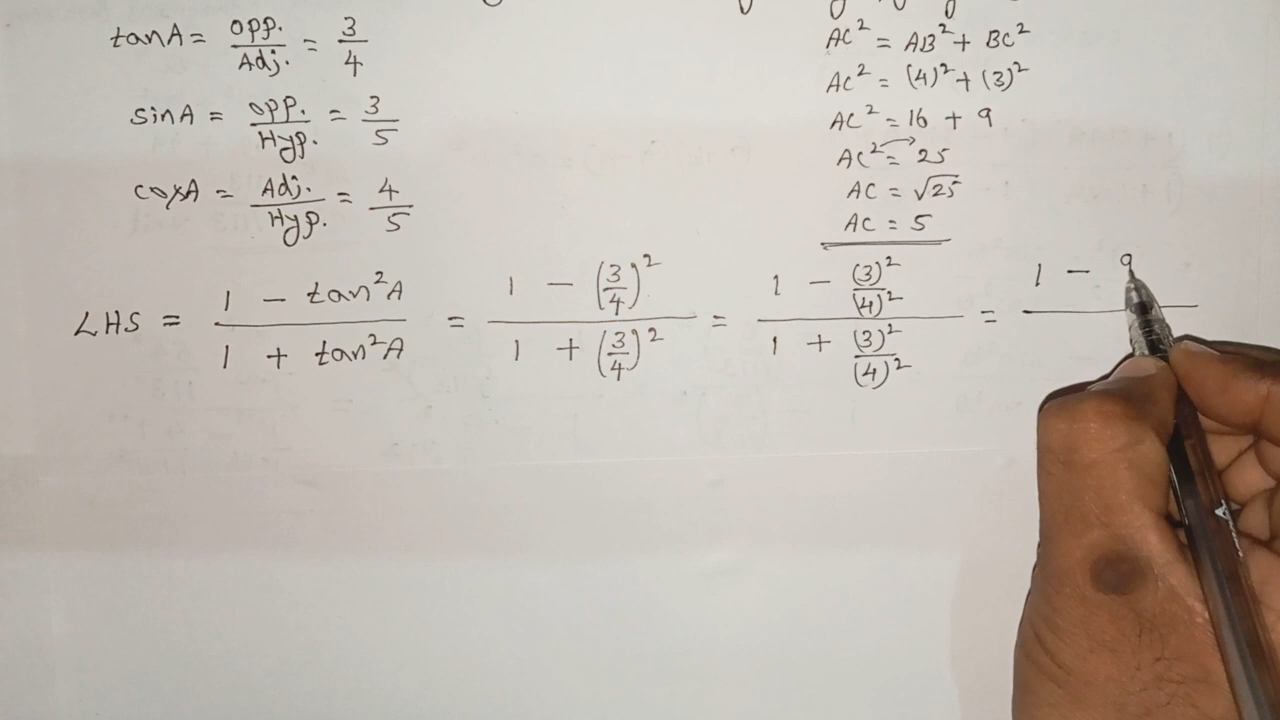 tanA = Opp./Adj. = 3/4
sinA = Opp./Hyp. = 3/5
cosA = Adj./Hyp. = 4/5
AC² = AB² + BC²
AC² = (4)² + (3)²
AC² = 16 + 9
AC² = 25
AC = √25
AC = 5
LHS = (1 - tan²A)/(1 + tan²A) = (1 - (3/4)²)/(1 + (3/4)²) = (1 - (3)²/(4)²)/(1 + (3)²/(4)²) = 1 - 9